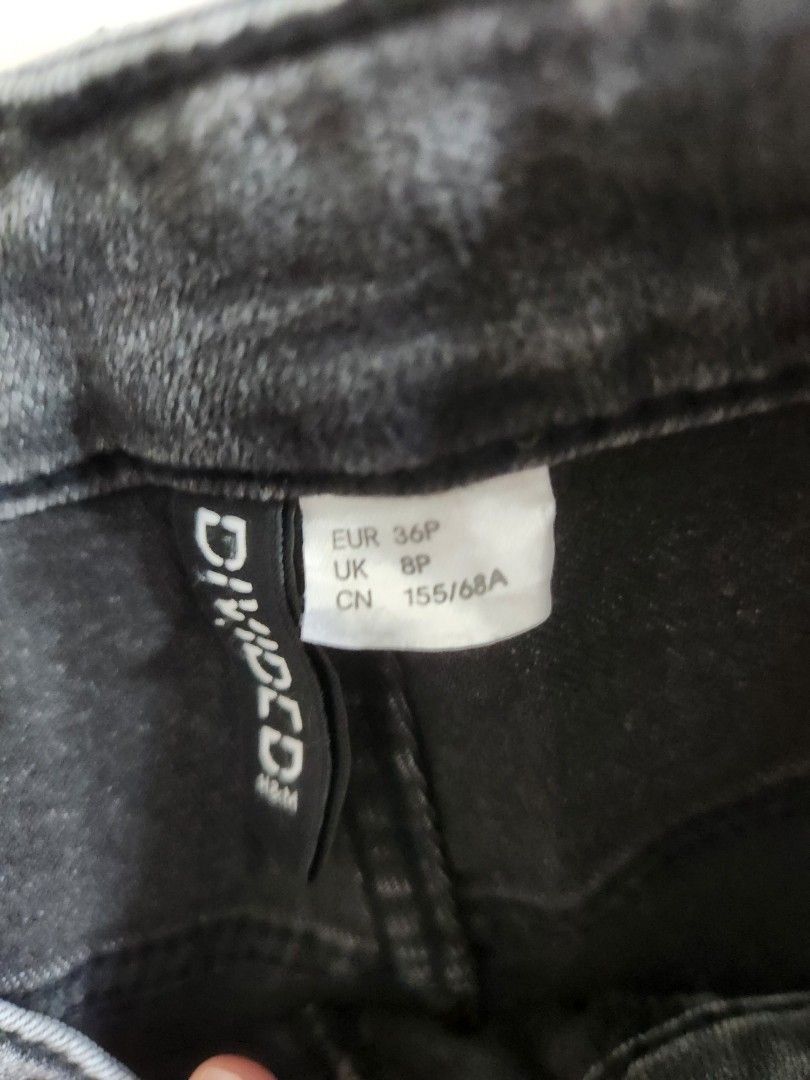 DIVIDED
H&M
EUR 36P
UK 8P
CN 155/68A